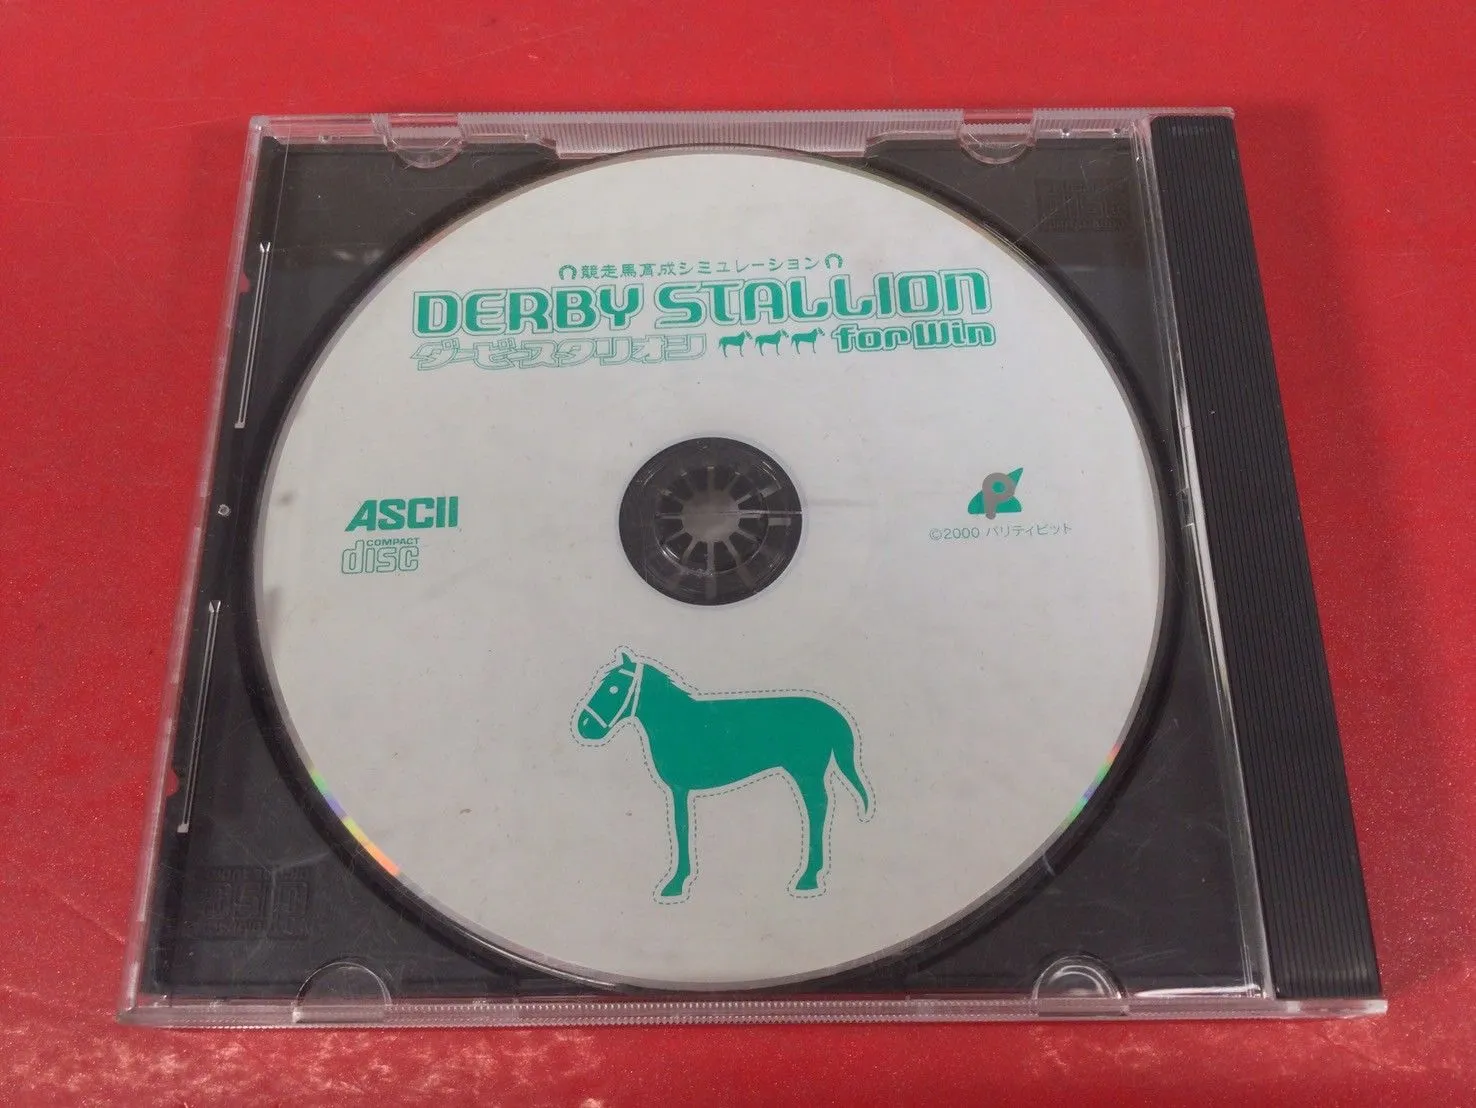 競走馬育成シミュレーション
DERBY STALLION
ダービースタリオン for Win
ASCII
COMPACT
disc
P
©2000 パリティビット